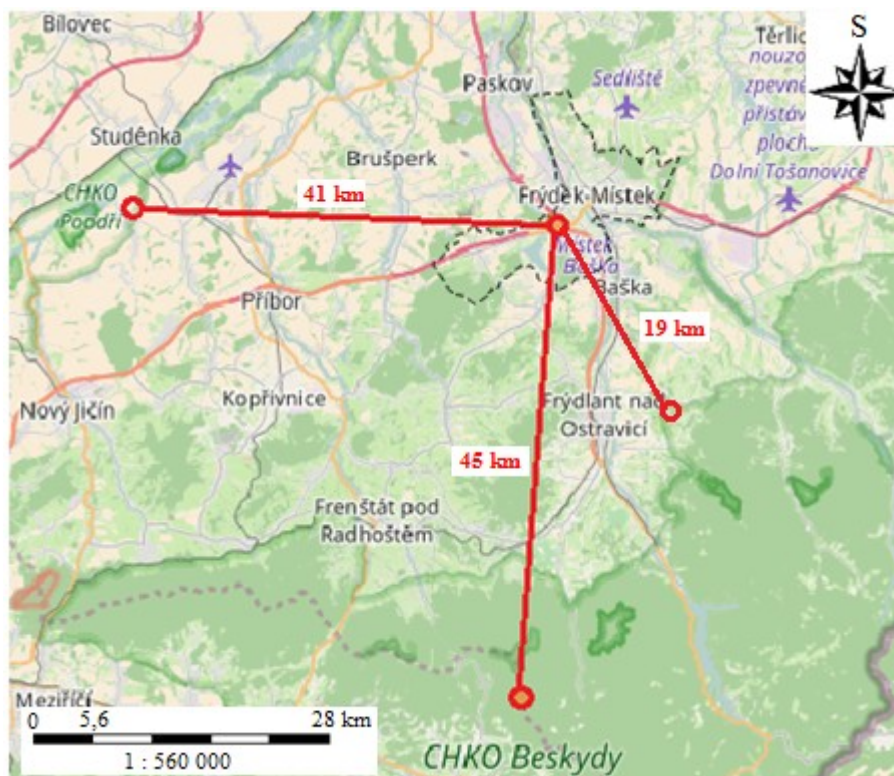 Bílovec
S
Těrlic
nouzo
zpevně
přistáv
ploch
Dolní Tošanovice
Paskov
Sedliště
Studénka
Brušperk
CHKO
Poodří
41 km
Frýdek-Místek
Místek
Baška
Baška
Příbor
19 km
Nový Jičín
Kopřivnice
Frýdlant nad
Ostravicí
45 km
Frenštát pod
Radhoštěm
Meziříčí
0 5,6 28 km
1 : 560 000
CHKO Beskydy